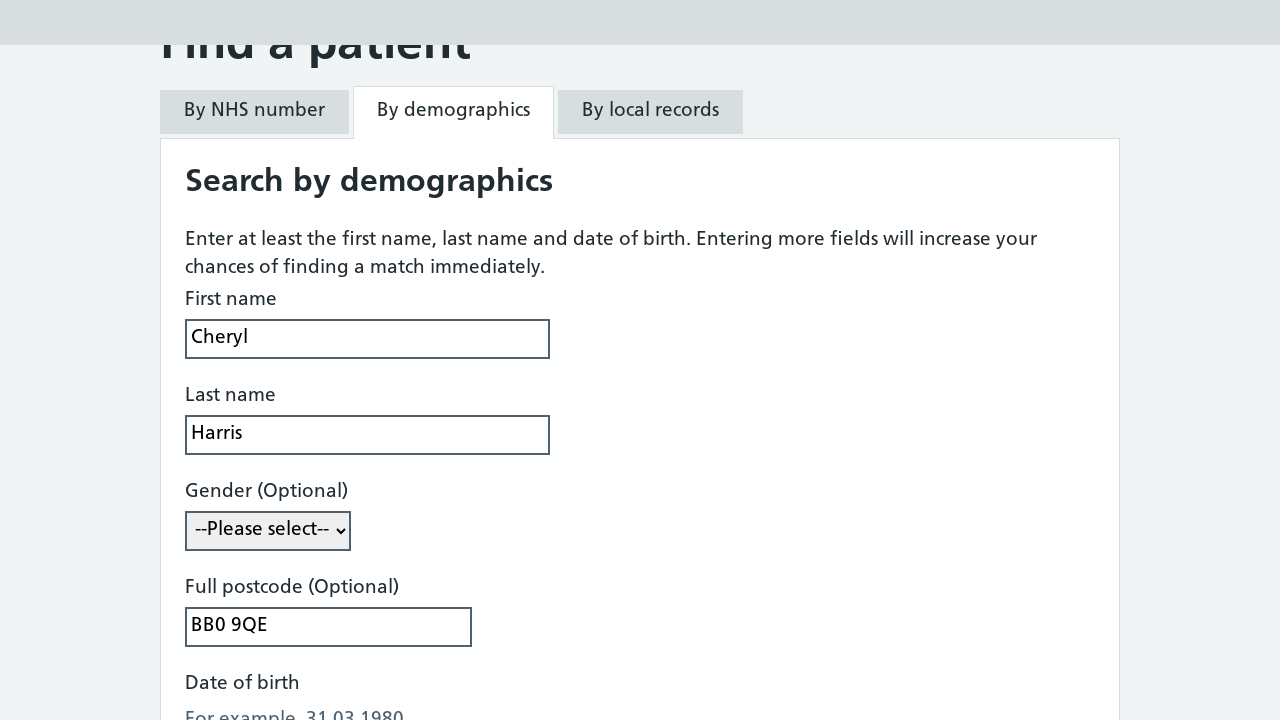 Find a patient
By NHS number By demographics By local records
Search by demographics
Enter at least the first name, last name and date of birth. Entering more fields will increase your
chances of finding a match immediately.
First name
Cheryl
Last name
Harris
Gender (Optional)
--Please select--
Full postcode (Optional)
BB0 9QE
Date of birth
For example, 31 03 1980